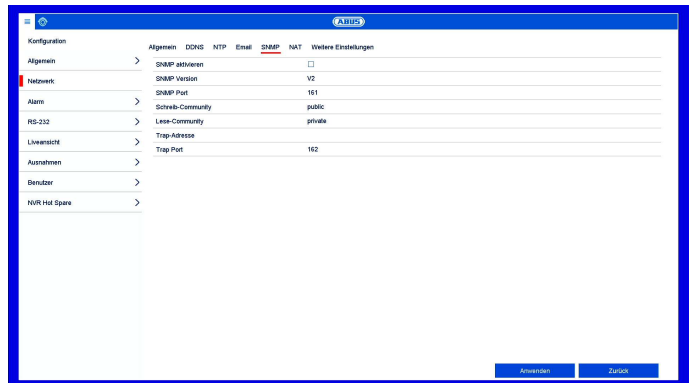 ABUS
Konfiguration
Allgemein
Netzwerk
Alarm
RS-232
Liveansicht
Ausnahmen
Benutzer
NVR Hot Spare
Allgemein DDNS NTP Email SNMP NAT Weitere Einstellungen
SNMP aktivieren
SNMP Version V2
SNMP Port 161
Schreib-Community public
Lese-Community private
Trap-Adresse
Trap Port 162
Anwenden Zurück